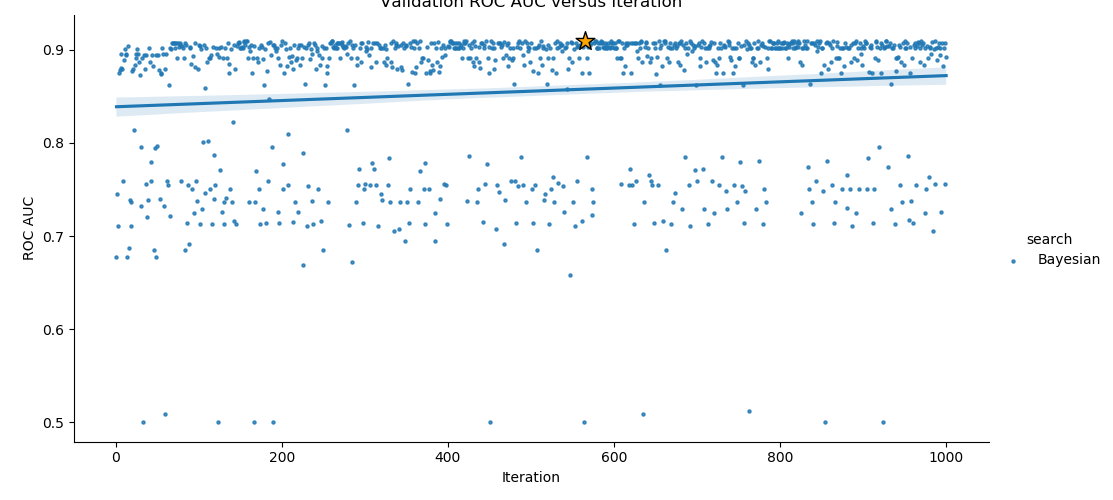 Validation ROC AUC versus Iteration
0.9
0.8
0.7
0.6
0.5
ROC AUC
0
200
400
600
800
1000
Iteration
search
Bayesian